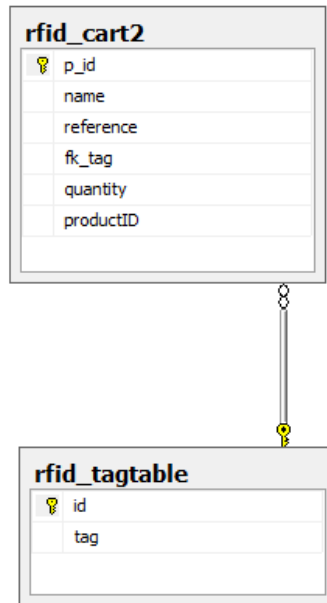 rfid_cart2
p_id
name
reference
fk_tag
quantity
productID
rfid_tagtable
id
tag